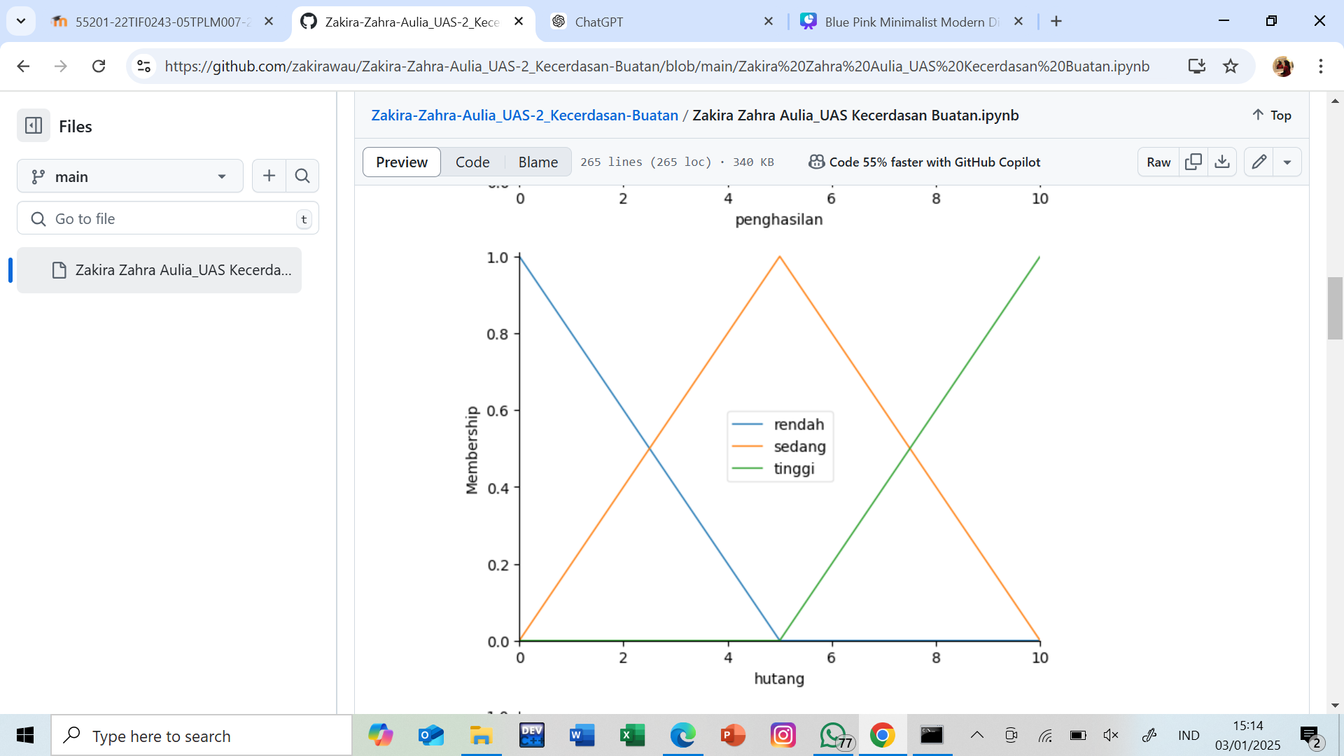 55201-22TIF0243-05TPLM007-2
Zakira-Zahra-Aulia_UAS-2_Kece
ChatGPT
Blue Pink Minimalist Modern Di
https://github.com/zakirawau/Zakira-Zahra-Aulia_UAS-2_Kecerdasan-Buatan/blob/main/Zakira%20Zahra%20Aulia_UAS%20Kecerdasan%20Buatan.ipynb
Files
main
Go to file
t
Zakira Zahra Aulia_UAS Kecerda...
Zakira-Zahra-Aulia_UAS-2_Kecerdasan-Buatan / Zakira Zahra Aulia_UAS Kecerdasan Buatan.ipynb
Top
Preview
Code
Blame
265 lines (265 loc) · 340 KB
Code 55% faster with GitHub Copilot
Raw
0 2 4 6 8 10
penghasilan
1.0
0.8
0.6
0.4
0.2
0.0
Membership
rendah
sedang
tinggi
0 2 4 6 8 10
hutang
Type here to search
DEV
77
IND
15:14
03/01/2025
2